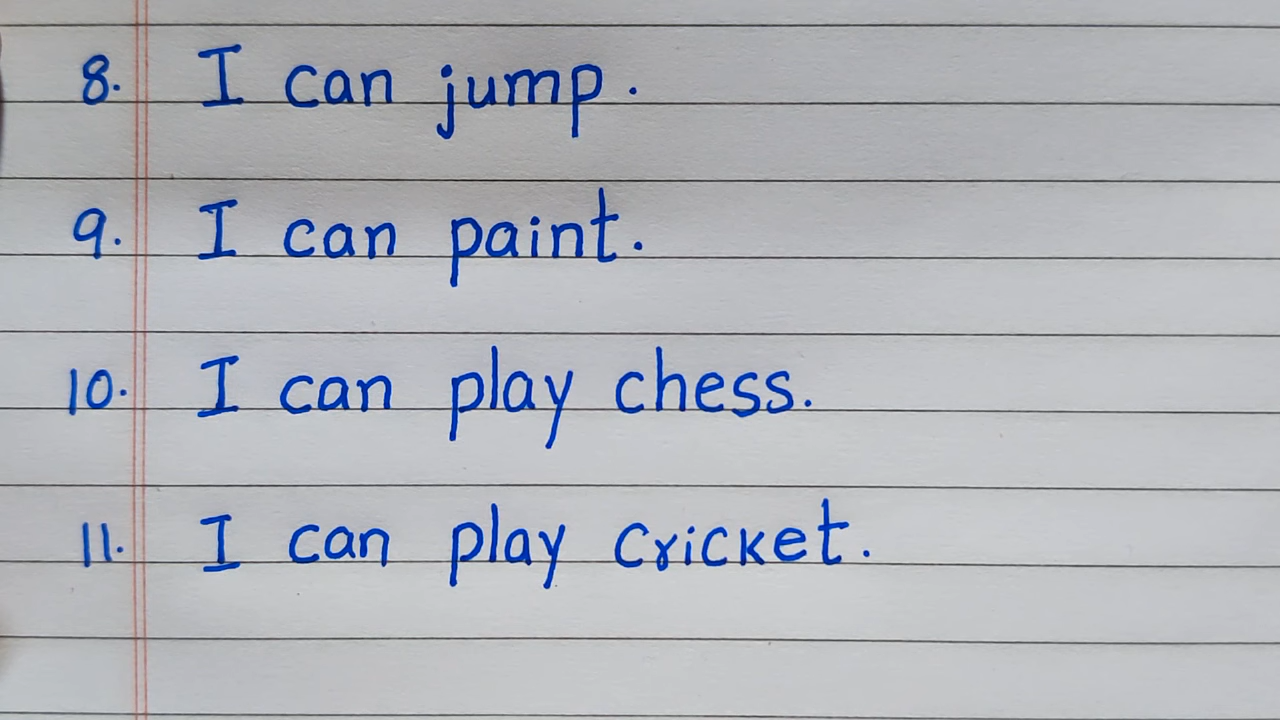 8. I can jump.
9. I can paint.
10. I can play chess.
11. I can play cricket.